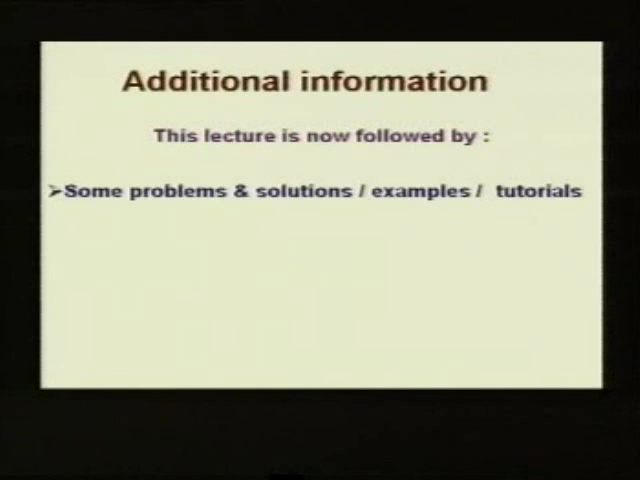 Additional information
This lecture is now followed by :
➢Some problems & solutions / examples / tutorials